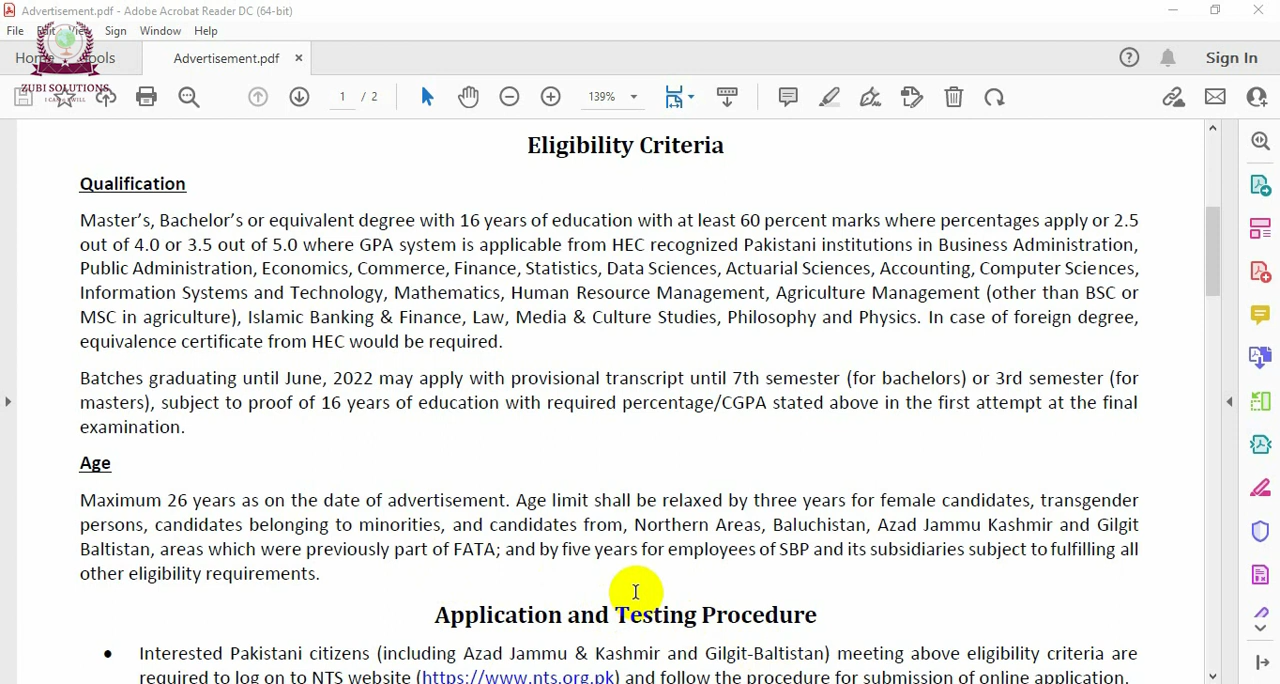 Advertisement.pdf - Adobe Acrobat Reader DC (64-bit)
File Edit View Sign Window Help
Home Tools Advertisement.pdf × Sign In
ZUBI SOLUTIONS
I CAN & I WILL
1 / 2 139%
Eligibility Criteria
Qualification
Master's, Bachelor's or equivalent degree with 16 years of education with at least 60 percent marks where percentages apply or 2.5
out of 4.0 or 3.5 out of 5.0 where GPA system is applicable from HEC recognized Pakistani institutions in Business Administration,
Public Administration, Economics, Commerce, Finance, Statistics, Data Sciences, Actuarial Sciences, Accounting, Computer Sciences,
Information Systems and Technology, Mathematics, Human Resource Management, Agriculture Management (other than BSC or
MSC in agriculture), Islamic Banking & Finance, Law, Media & Culture Studies, Philosophy and Physics. In case of foreign degree,
equivalence certificate from HEC would be required.
Batches graduating until June, 2022 may apply with provisional transcript until 7th semester (for bachelors) or 3rd semester (for
masters), subject to proof of 16 years of education with required percentage/CGPA stated above in the first attempt at the final
examination.
Age
Maximum 26 years as on the date of advertisement. Age limit shall be relaxed by three years for female candidates, transgender
persons, candidates belonging to minorities, and candidates from, Northern Areas, Baluchistan, Azad Jammu Kashmir and Gilgit
Baltistan, areas which were previously part of FATA; and by five years for employees of SBP and its subsidiaries subject to fulfilling all
other eligibility requirements.
Application and Testing Procedure
• Interested Pakistani citizens (including Azad Jammu & Kashmir and Gilgit-Baltistan) meeting above eligibility criteria are
required to log on to NTS website (https://www.nts.org.pk) and follow the procedure for submission of online application.